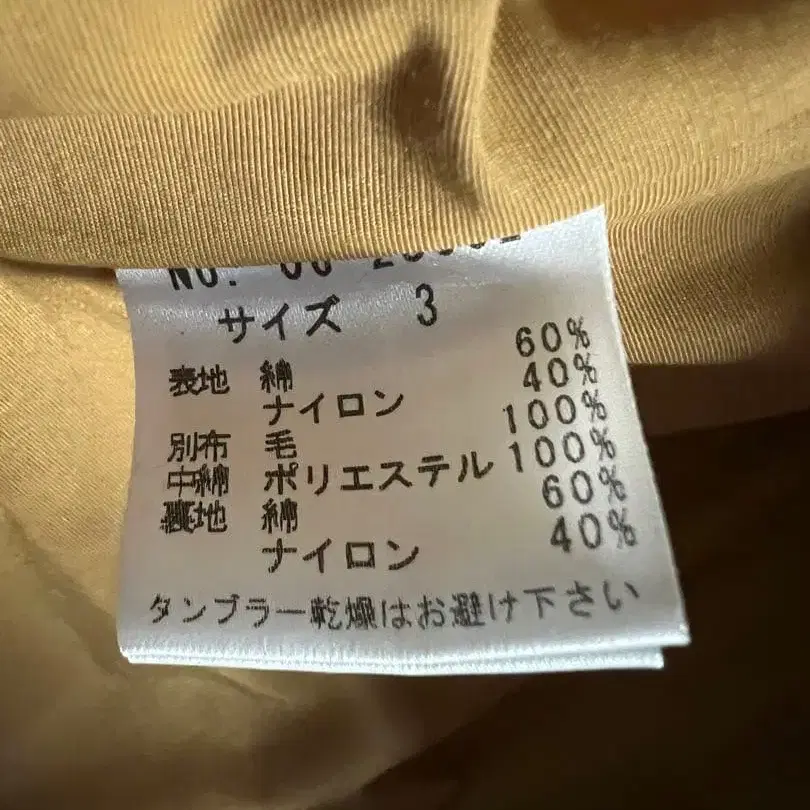 NO.
サイズ 3
表地 綿 60%
ナイロン 40%
別布 毛 100%
中綿 ポリエステル 100%
裏地 綿 60%
ナイロン 40%
タンブラー乾燥はお避け下さい